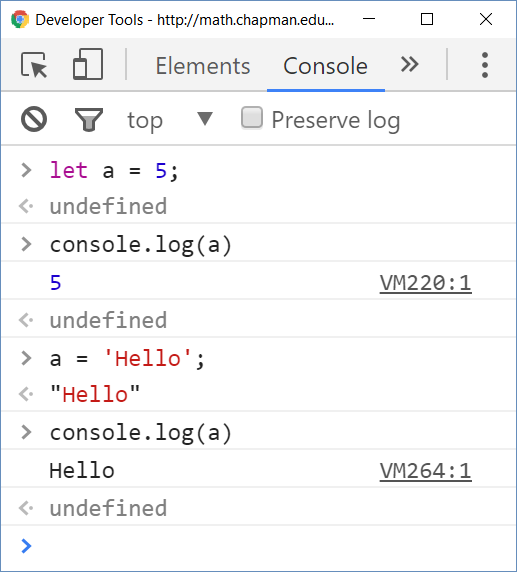 Developer Tools - http://math.chapman.edu...
Elements Console
top Preserve log
let a = 5;
undefined
console.log(a)
5 VM220:1
undefined
a = 'Hello';
"Hello"
console.log(a)
Hello VM264:1
undefined